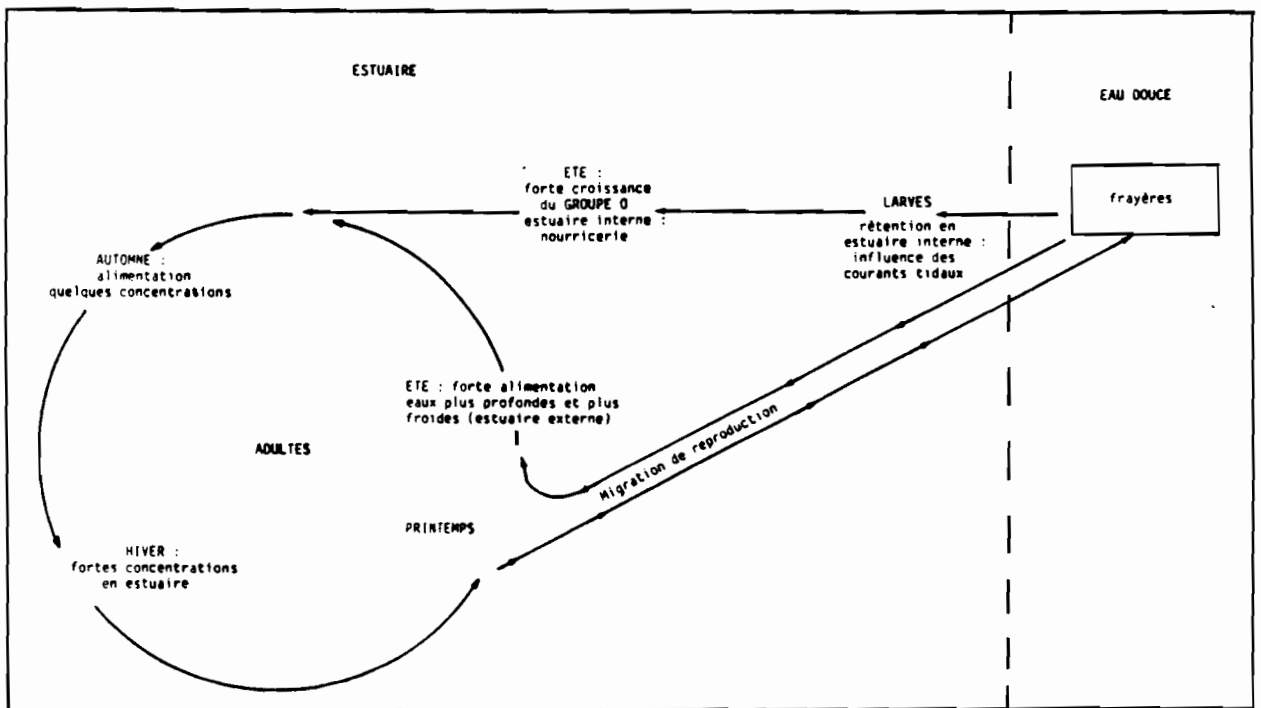 ESTUAIRE
EAU DOUCE
ETE :
forte croissance
du GROUPE 0
estuaire interne :
nourricerie
LARVES
rétention en
estuaire interne :
influence des
courants tidaux
frayères
AUTOMNE :
alimentation
quelques concentrations
ETE : forte alimentation
eaux plus profondes et plus
froides (estuaire externe)
Migration de reproduction
ADULTES
PRINTEMPS
HIVER :
fortes concentrations
en estuaire